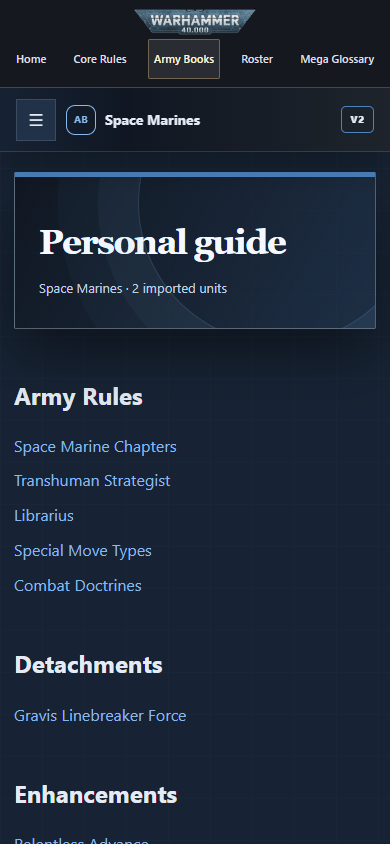 WARHAMMER
40,000
Home Core Rules Army Books Roster Mega Glossary
☰ AB Space Marines V2
Personal guide
Space Marines · 2 imported units
Army Rules
Space Marine Chapters
Transhuman Strategist
Librarius
Special Move Types
Combat Doctrines
Detachments
Gravis Linebreaker Force
Enhancements
Relentless Advance